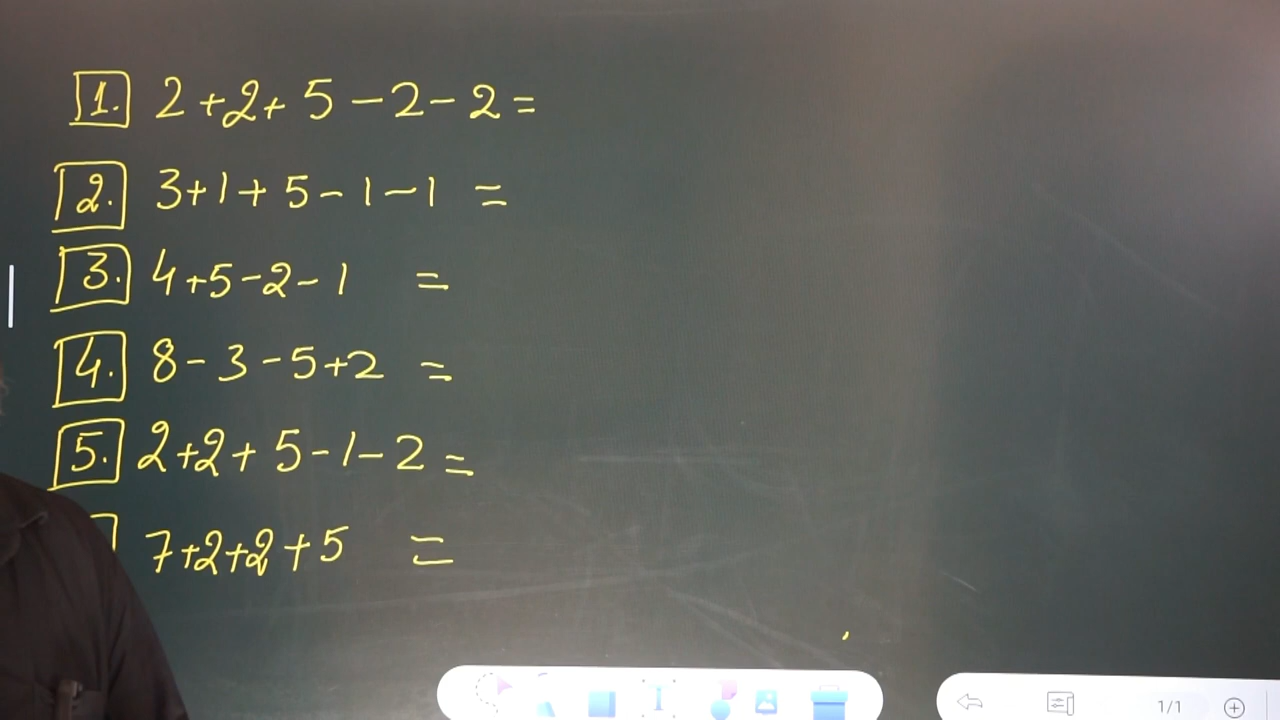 1. 2+2+5-2-2=
2. 3+1+5-1-1 =
3. 4+5-2-1 =
4. 8-3-5+2 =
5. 2+2+5-1-2=
7+2+2+5 =
1/1